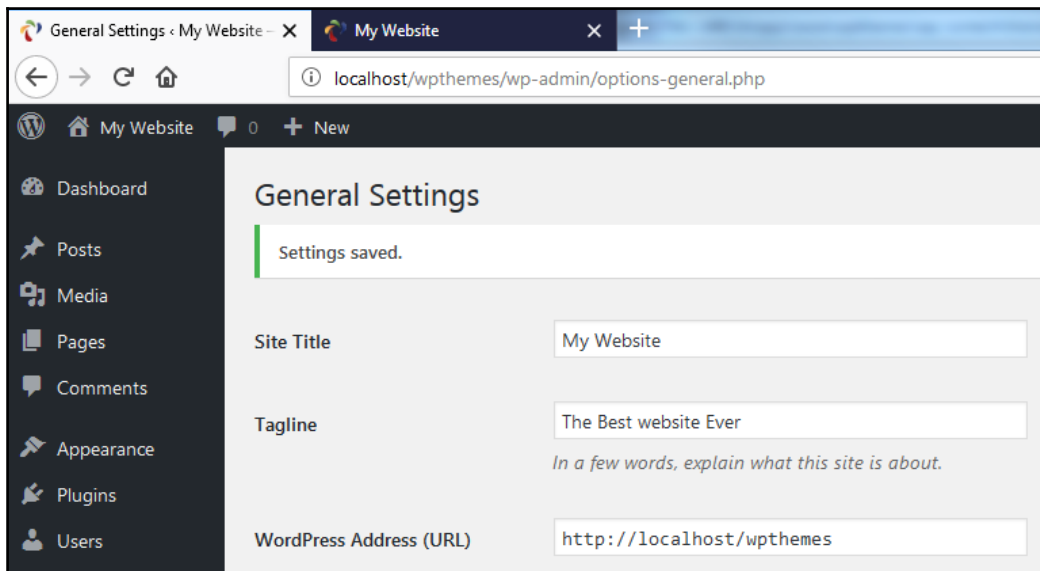 General Settings ‹ My Website –
My Website
localhost/wpthemes/wp-admin/options-general.php
My Website 0 New
Dashboard
Posts
Media
Pages
Comments
Appearance
Plugins
Users
General Settings
Settings saved.
Site Title My Website
Tagline The Best website Ever
In a few words, explain what this site is about.
WordPress Address (URL) http://localhost/wpthemes